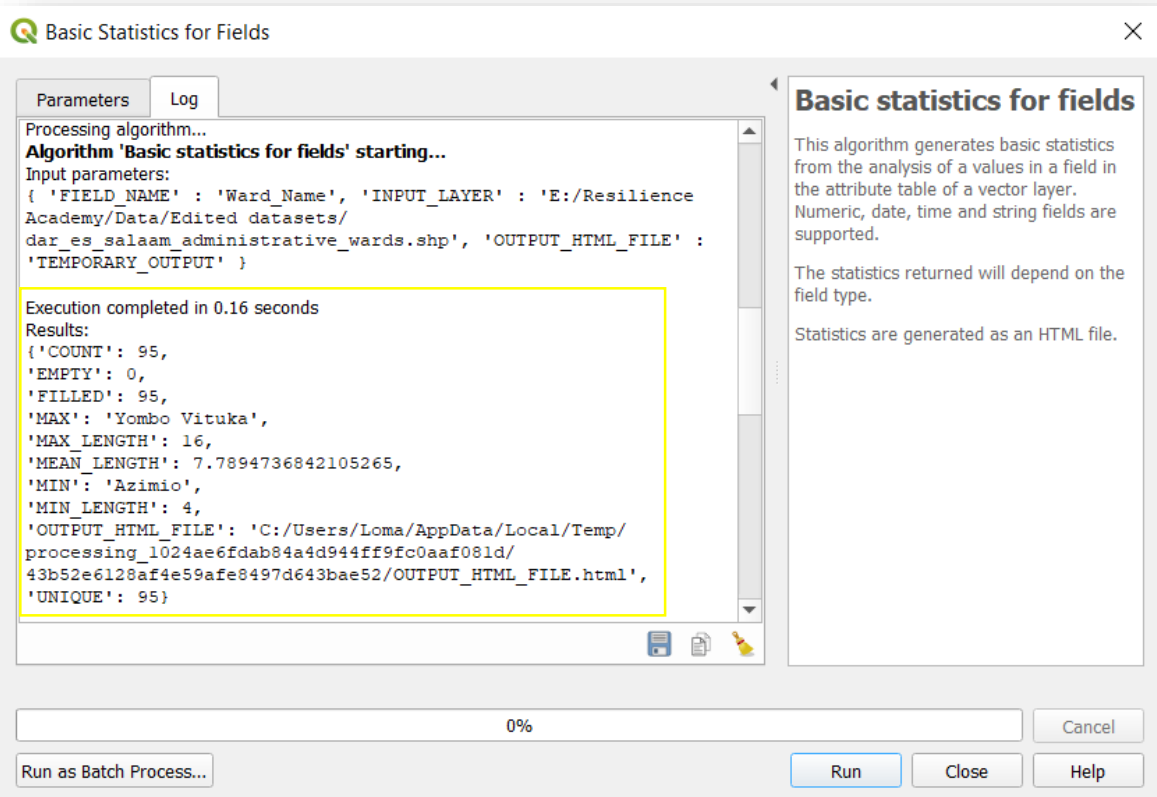 Basic Statistics for Fields
Parameters
Log
Processing algorithm...
Algorithm 'Basic statistics for fields' starting...
Input parameters:
{ 'FIELD_NAME' : 'Ward_Name', 'INPUT_LAYER' : 'E:/Resilience
Academy/Data/Edited datasets/
dar_es_salaam_administrative_wards.shp', 'OUTPUT_HTML_FILE' :
'TEMPORARY_OUTPUT' }
Execution completed in 0.16 seconds
Results:
{'COUNT': 95,
'EMPTY': 0,
'FILLED': 95,
'MAX': 'Yombo Vituka',
'MAX_LENGTH': 16,
'MEAN_LENGTH': 7.7894736842105265,
'MIN': 'Azimio',
'MIN_LENGTH': 4,
'OUTPUT_HTML_FILE': 'C:/Users/Loma/AppData/Local/Temp/
processing_1024ae6fdab84a4d944ff9fc0aaf081d/
43b52e6128af4e59afe8497d643bae52/OUTPUT_HTML_FILE.html',
'UNIQUE': 95}
Basic statistics for fields
This algorithm generates basic statistics
from the analysis of a values in a field in
the attribute table of a vector layer.
Numeric, date, time and string fields are
supported.
The statistics returned will depend on the
field type.
Statistics are generated as an HTML file.
0%
Cancel
Run as Batch Process...
Run
Close
Help